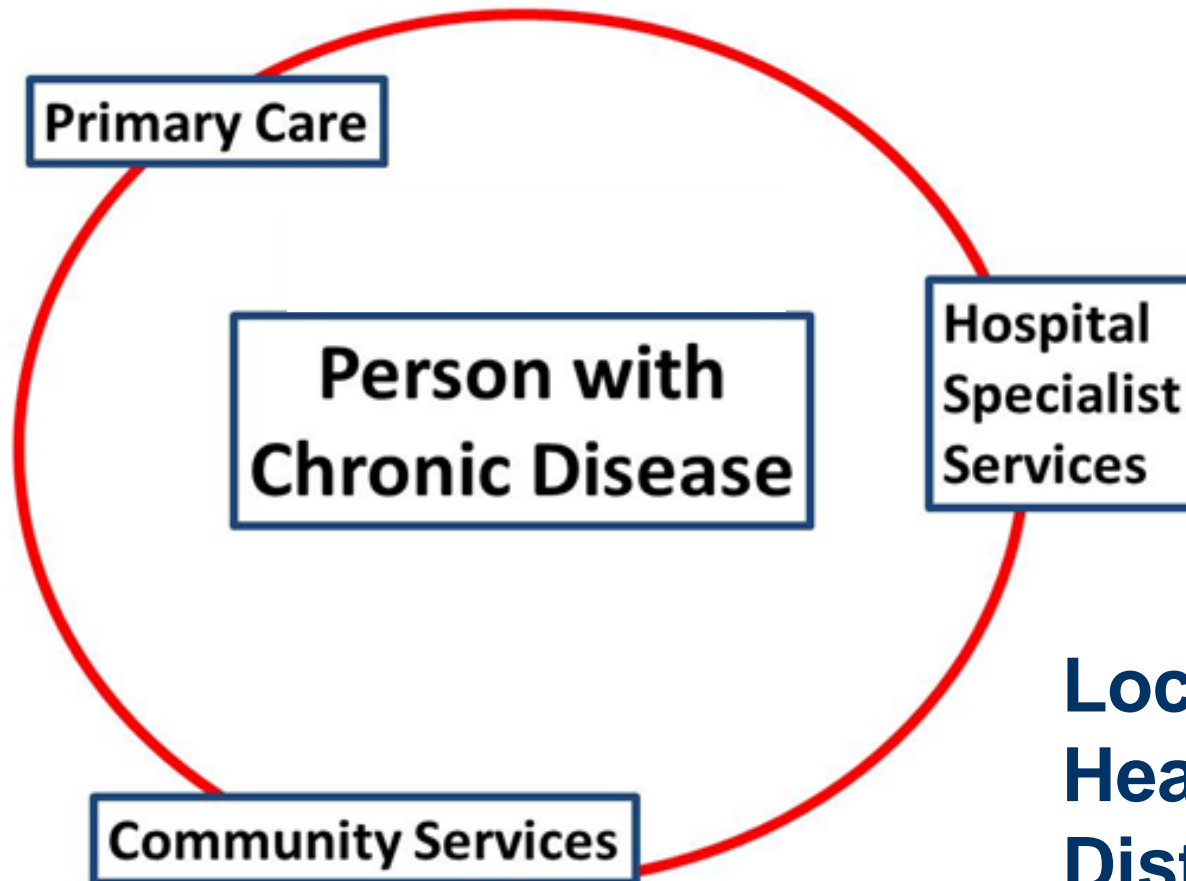 Primary Care
Person with
Chronic Disease
Hospital
Specialist
Services
Community Services